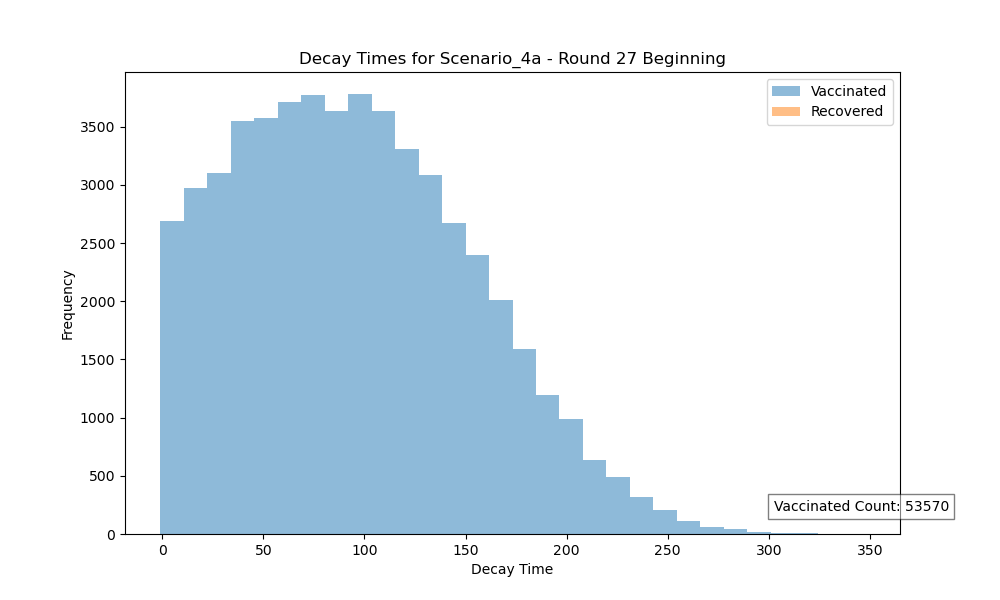 Decay Times for Scenario_4a - Round 27 Beginning
Vaccinated
Recovered
3500
3000
2500
2000
1500
1000
500
0
Frequency
Vaccinated Count: 53570
0 50 100 150 200 250 300 350
Decay Time